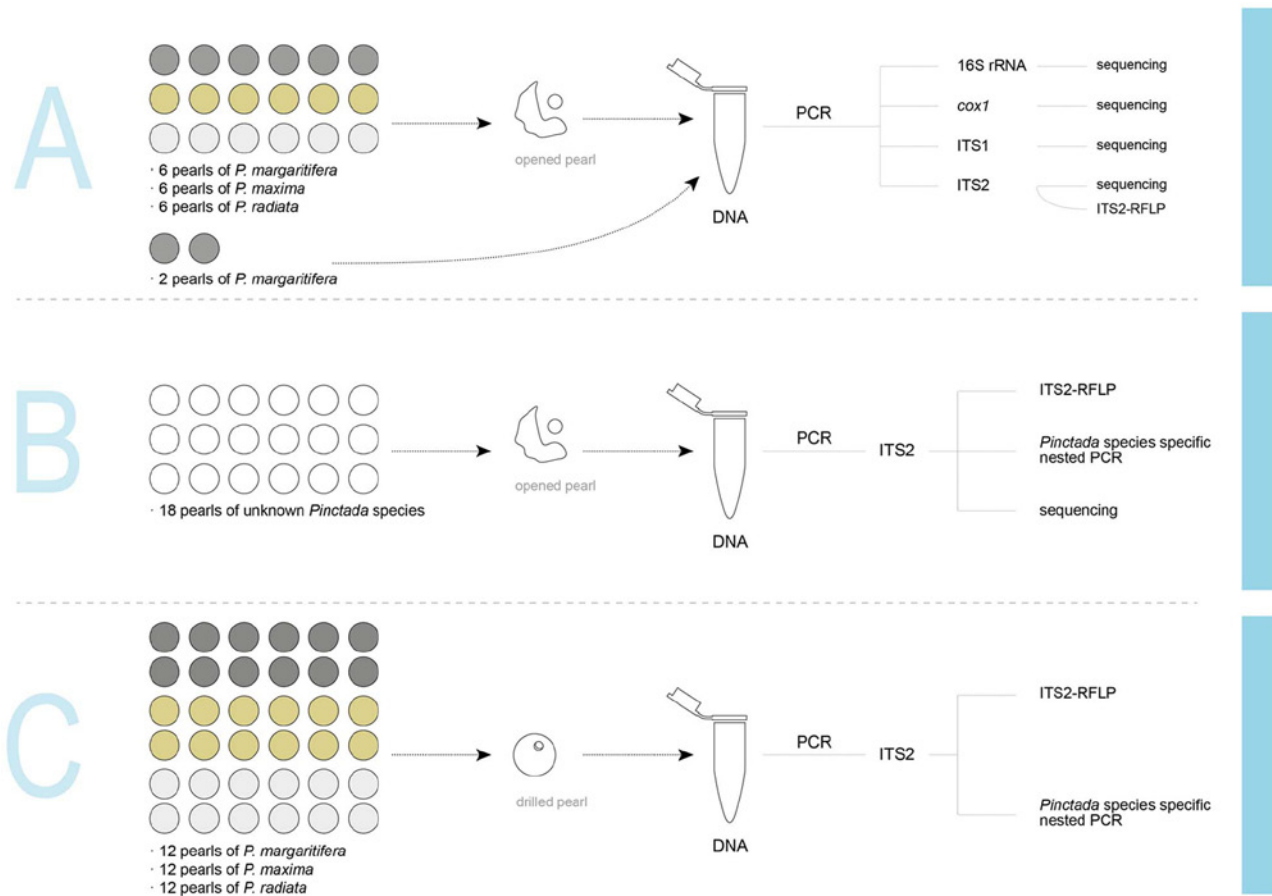 A
· 6 pearls of P. margaritifera
· 6 pearls of P. maxima
· 6 pearls of P. radiata
· 2 pearls of P. margaritifera
opened pearl
DNA
PCR
16S rRNA
sequencing
cox1
sequencing
ITS1
sequencing
ITS2
sequencing
ITS2-RFLP
B
· 18 pearls of unknown Pinctada species
opened pearl
DNA
PCR
ITS2
ITS2-RFLP
Pinctada species specific
nested PCR
sequencing
C
· 12 pearls of P. margaritifera
· 12 pearls of P. maxima
· 12 pearls of P. radiata
drilled pearl
DNA
PCR
ITS2
ITS2-RFLP
Pinctada species specific
nested PCR